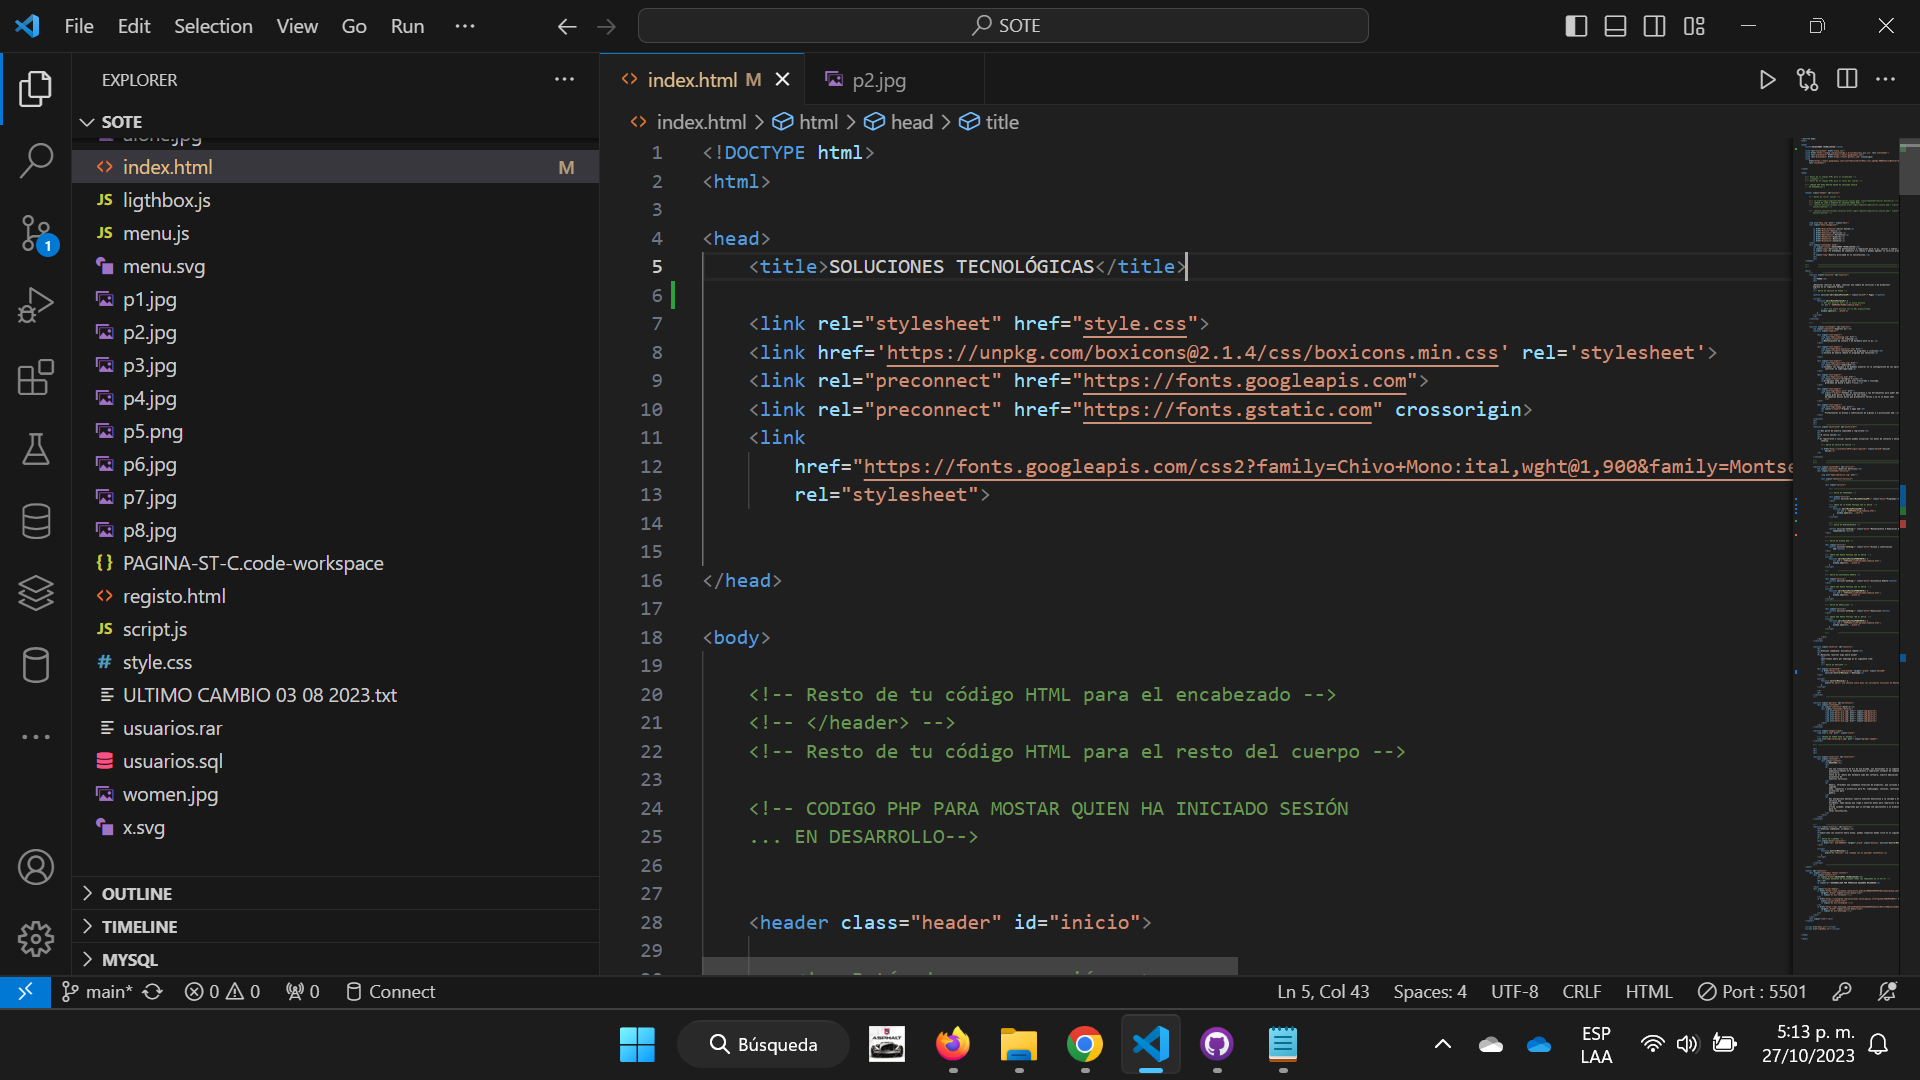 File Edit Selection View Go Run
SOTE
EXPLORER
SOTE
alone.jpg
index.html M
ligthbox.js
menu.js
menu.svg
p1.jpg
p2.jpg
p3.jpg
p4.jpg
p5.png
p6.jpg
p7.jpg
p8.jpg
PAGINA-ST-C.code-workspace
registo.html
script.js
style.css
ULTIMO CAMBIO 03 08 2023.txt
usuarios.rar
usuarios.sql
women.jpg
x.svg
OUTLINE
TIMELINE
MYSQL
index.html M
p2.jpg
index.html > html > head > title
1 <!DOCTYPE html>
2 <html>
3
4 <head>
5 <title>SOLUCIONES TECNOLÓGICAS</title>
6
7 <link rel="stylesheet" href="style.css">
8 <link href='https://unpkg.com/boxicons@2.1.4/css/boxicons.min.css' rel='stylesheet'>
9 <link rel="preconnect" href="https://fonts.googleapis.com">
10 <link rel="preconnect" href="https://fonts.gstatic.com" crossorigin>
11 <link
12 href="https://fonts.googleapis.com/css2?family=Chivo+Mono:ital,wght@1,900&family=Montse
13 rel="stylesheet">
14
15
16 </head>
17
18 <body>
19
20 <!-- Resto de tu código HTML para el encabezado -->
21 <!-- </header> -->
22 <!-- Resto de tu código HTML para el resto del cuerpo -->
23
24 <!-- CODIGO PHP PARA MOSTAR QUIEN HA INICIADO SESIÓN
25 ... EN DESARROLLO-->
26
27
28 <header class="header" id="inicio">
29
main* 0 0 0 Connect
Ln 5, Col 43 Spaces: 4 UTF-8 CRLF HTML Port : 5501
Búsqueda
ASPHALT
ESP
LAA
5:13 p. m.
27/10/2023
1